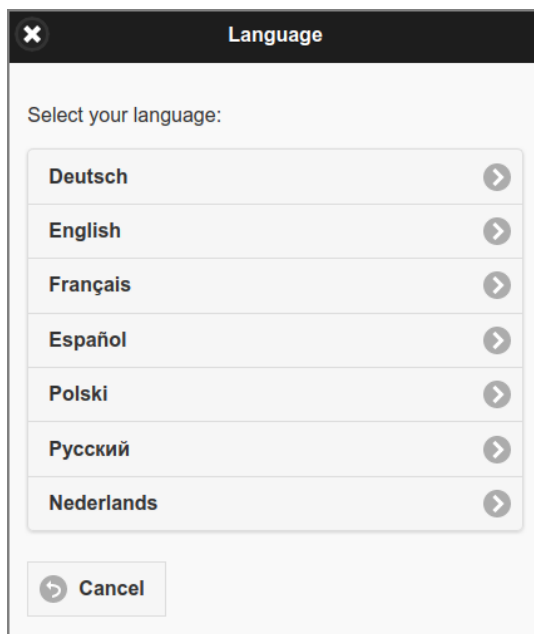 Language
Select your language:
Deutsch
English
Français
Español
Polski
Русский
Nederlands
Cancel